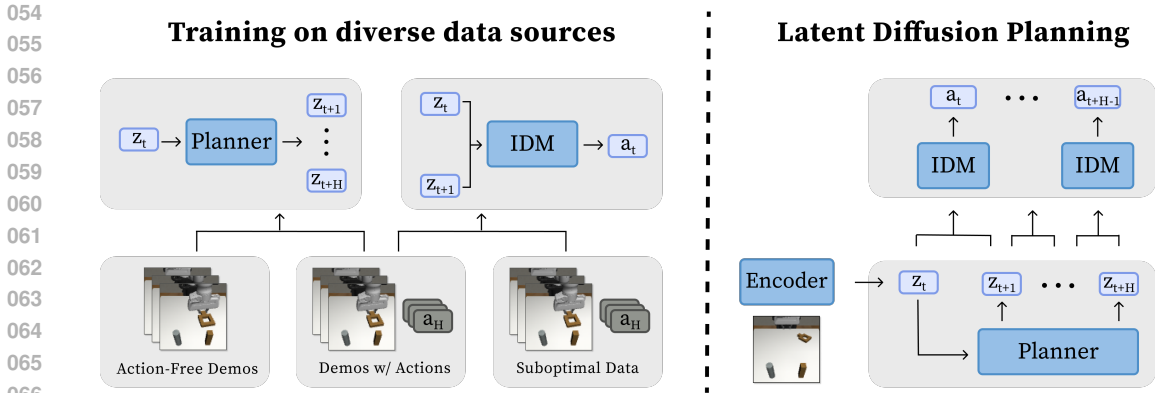 054
055
056
057
058
059
060
061
062
063
064
065
Training on diverse data sources
z_t
Planner
z_{t+1}
z_{t+H}
z_t
z_{t+1}
IDM
a_t
Action-Free Demos
a_H
Demos w/ Actions
a_H
Suboptimal Data
Latent Diffusion Planning
a_t
a_{t+H-1}
IDM
IDM
Encoder
z_t
z_{t+1}
z_{t+H}
Planner